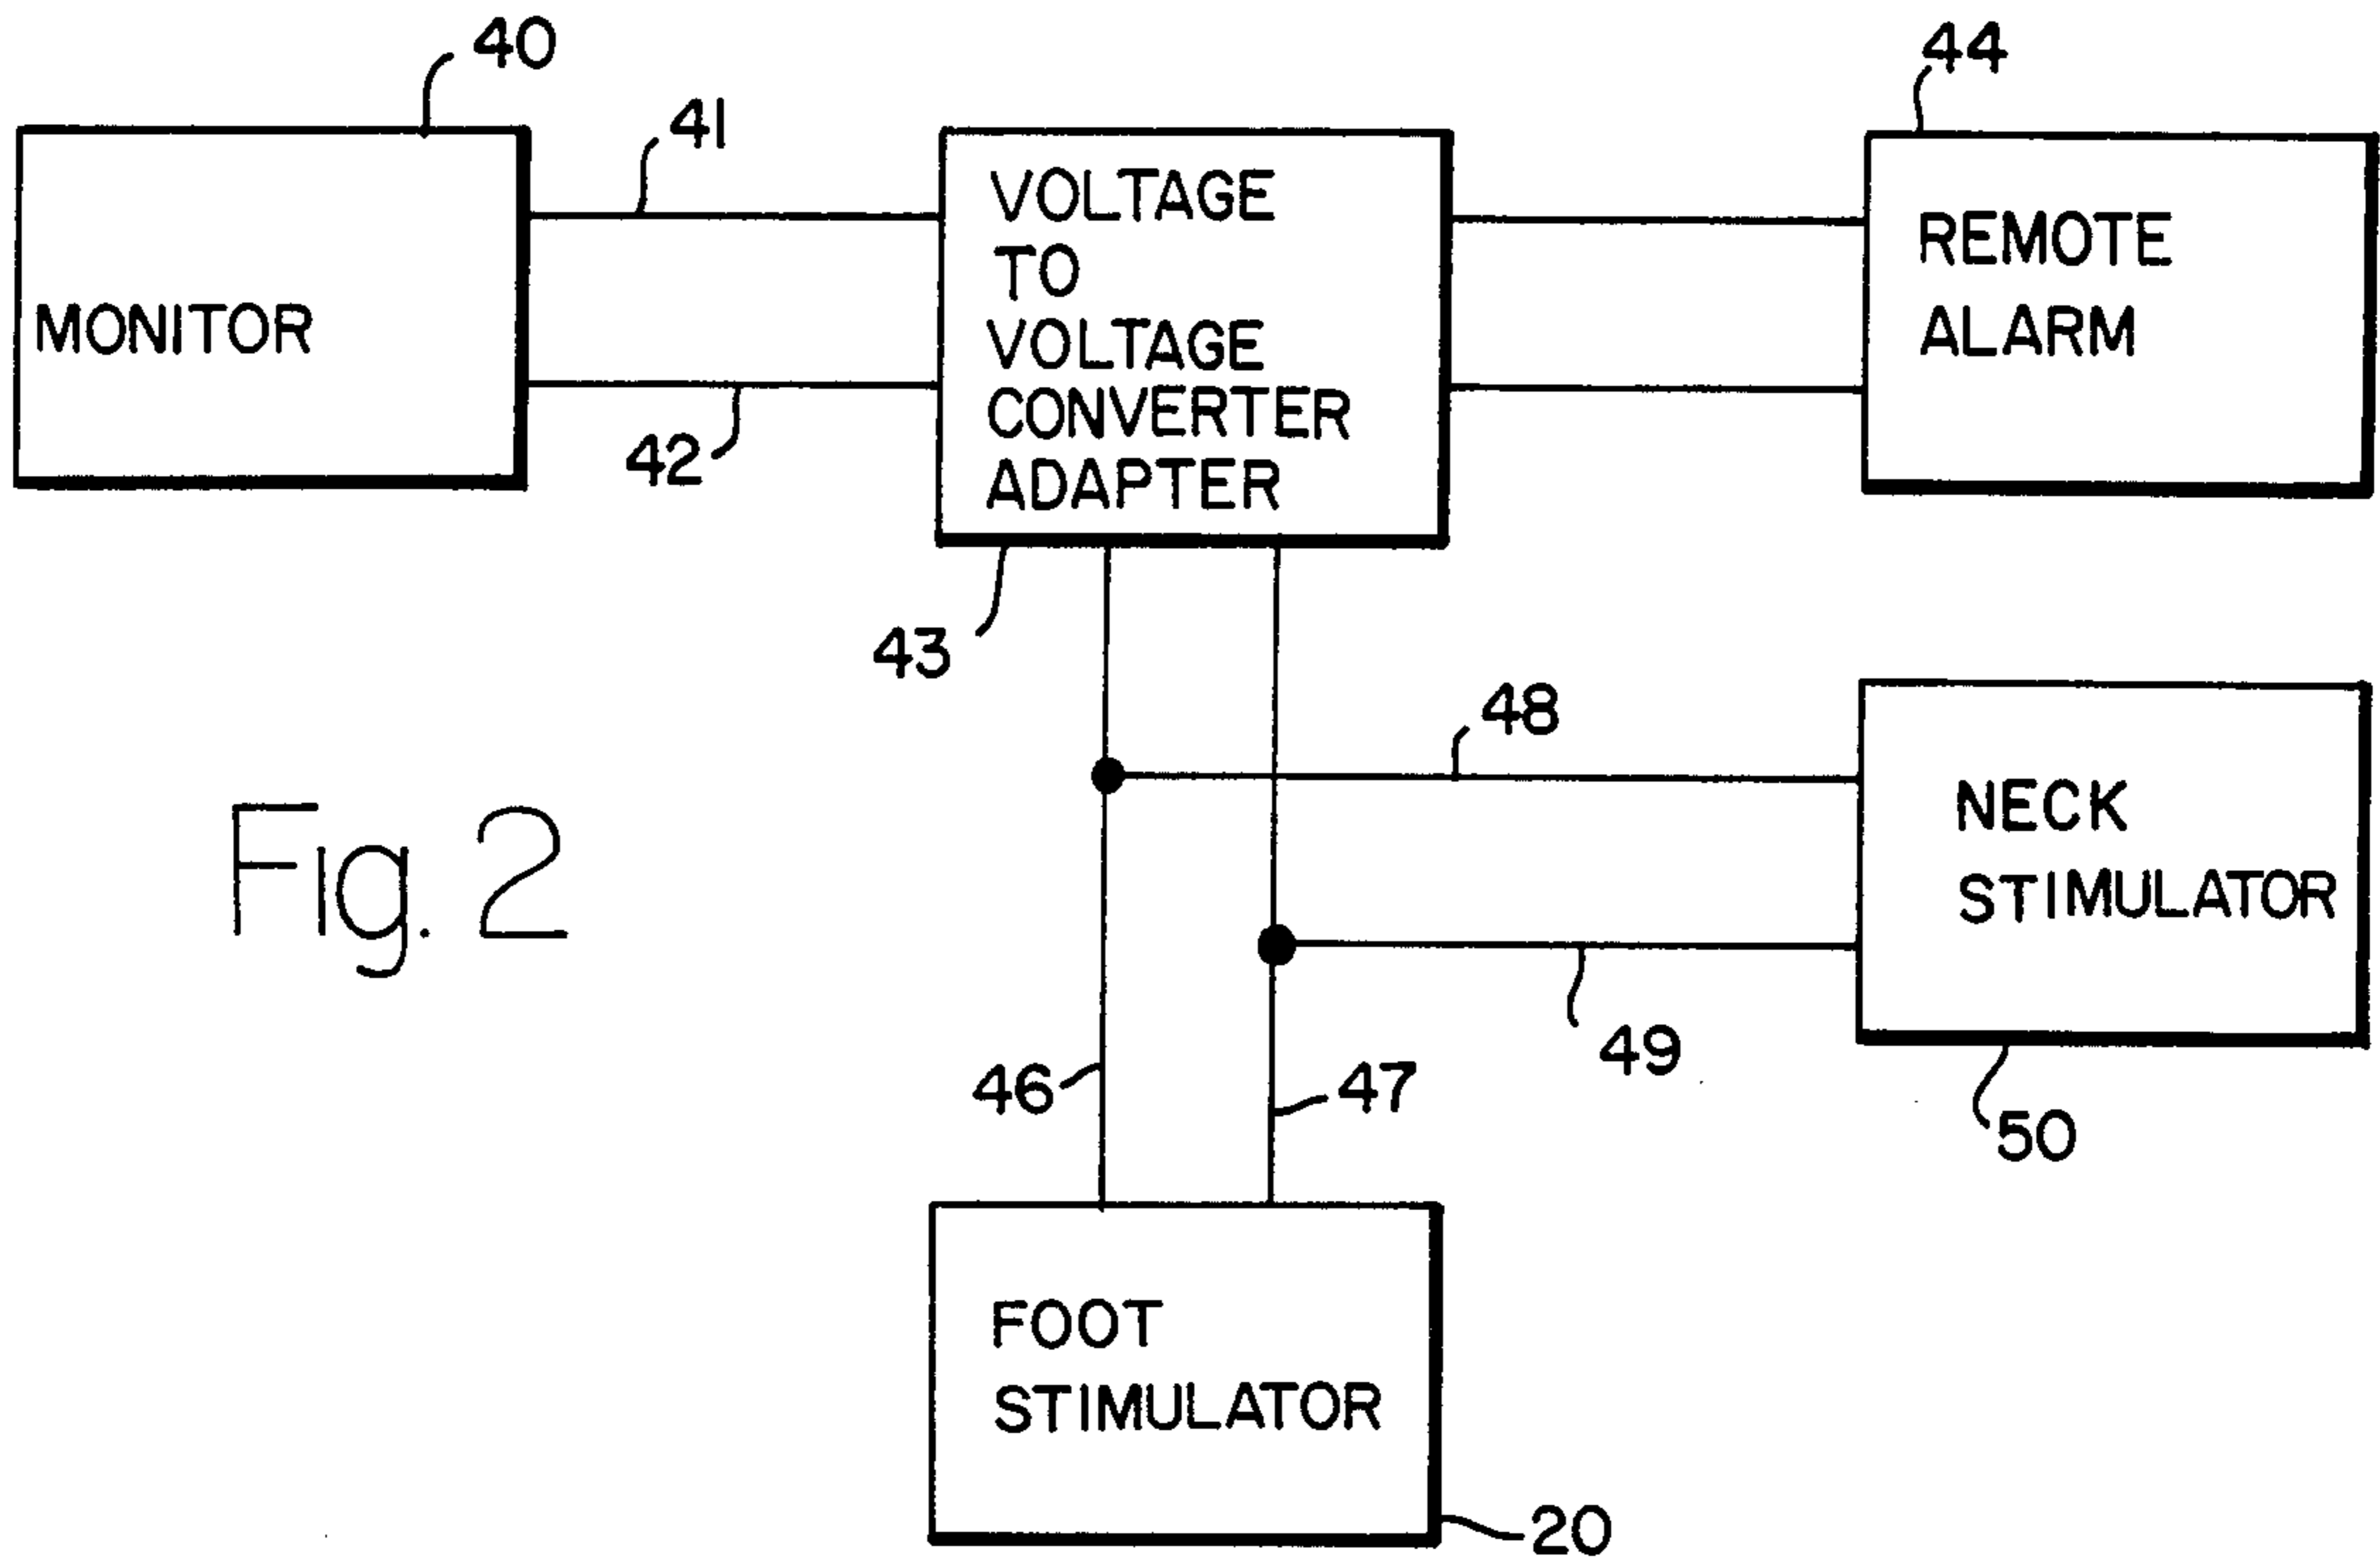 40
41
42
MONITOR
VOLTAGE
TO
VOLTAGE
CONVERTER
ADAPTER
43
44
REMOTE
ALARM
48
49
NECK
STIMULATOR
50
46
47
FOOT
STIMULATOR
20
Fig. 2